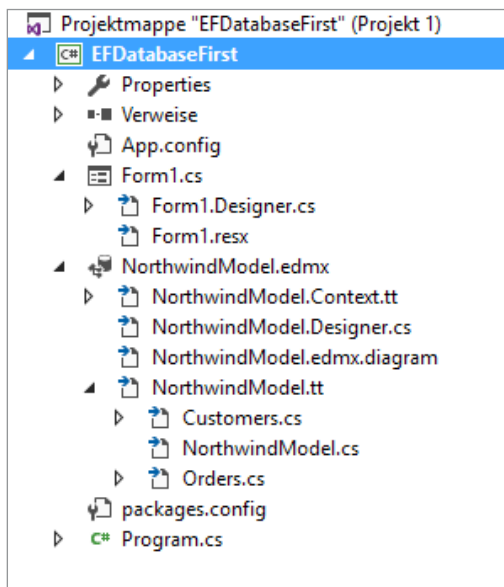 Projektmappe "EFDatabaseFirst" (Projekt 1)
C# EFDatabaseFirst
Properties
Verweise
App.config
Form1.cs
Form1.Designer.cs
Form1.resx
NorthwindModel.edmx
NorthwindModel.Context.tt
NorthwindModel.Designer.cs
NorthwindModel.edmx.diagram
NorthwindModel.tt
Customers.cs
NorthwindModel.cs
Orders.cs
packages.config
C# Program.cs